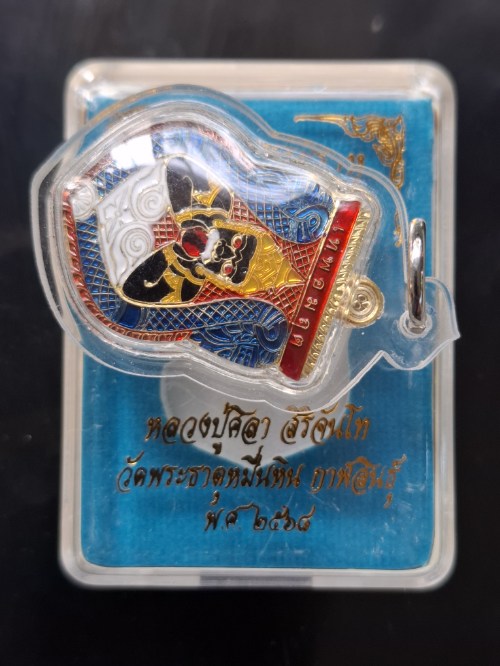 หลวงปู่ศิลา สิริจันโท
วัดพระธาตุหมื่นหิน กาฬสินธุ์
พ ศ ๒๕๖๘